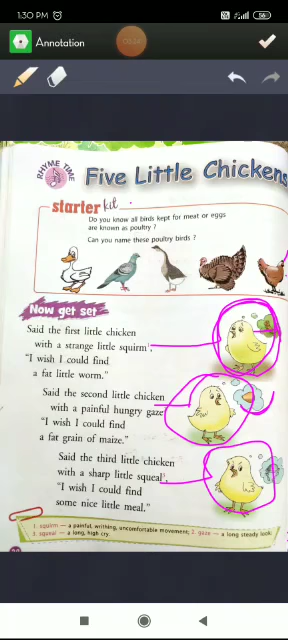 1:30 PM
56
Annotation
RHYME TIME
Five Little Chickens
starter kit
Do you know all birds kept for meat or eggs
are known as poultry ?
Can you name these poultry birds ?
Now get set
Said the first little chicken
with a strange little squirm¹,
"I wish I could find
a fat little worm."
Said the second little chicken
with a painful hungry gaze²
"I wish I could find
a fat grain of maize."
Said the third little chicken
with a sharp little squeal³,
"I wish I could find
some nice little meal."
1. squirm — a painful, writhing, uncomfortable movement; 2. gaze — a long steady look;
3. squeal — a long, high cry.